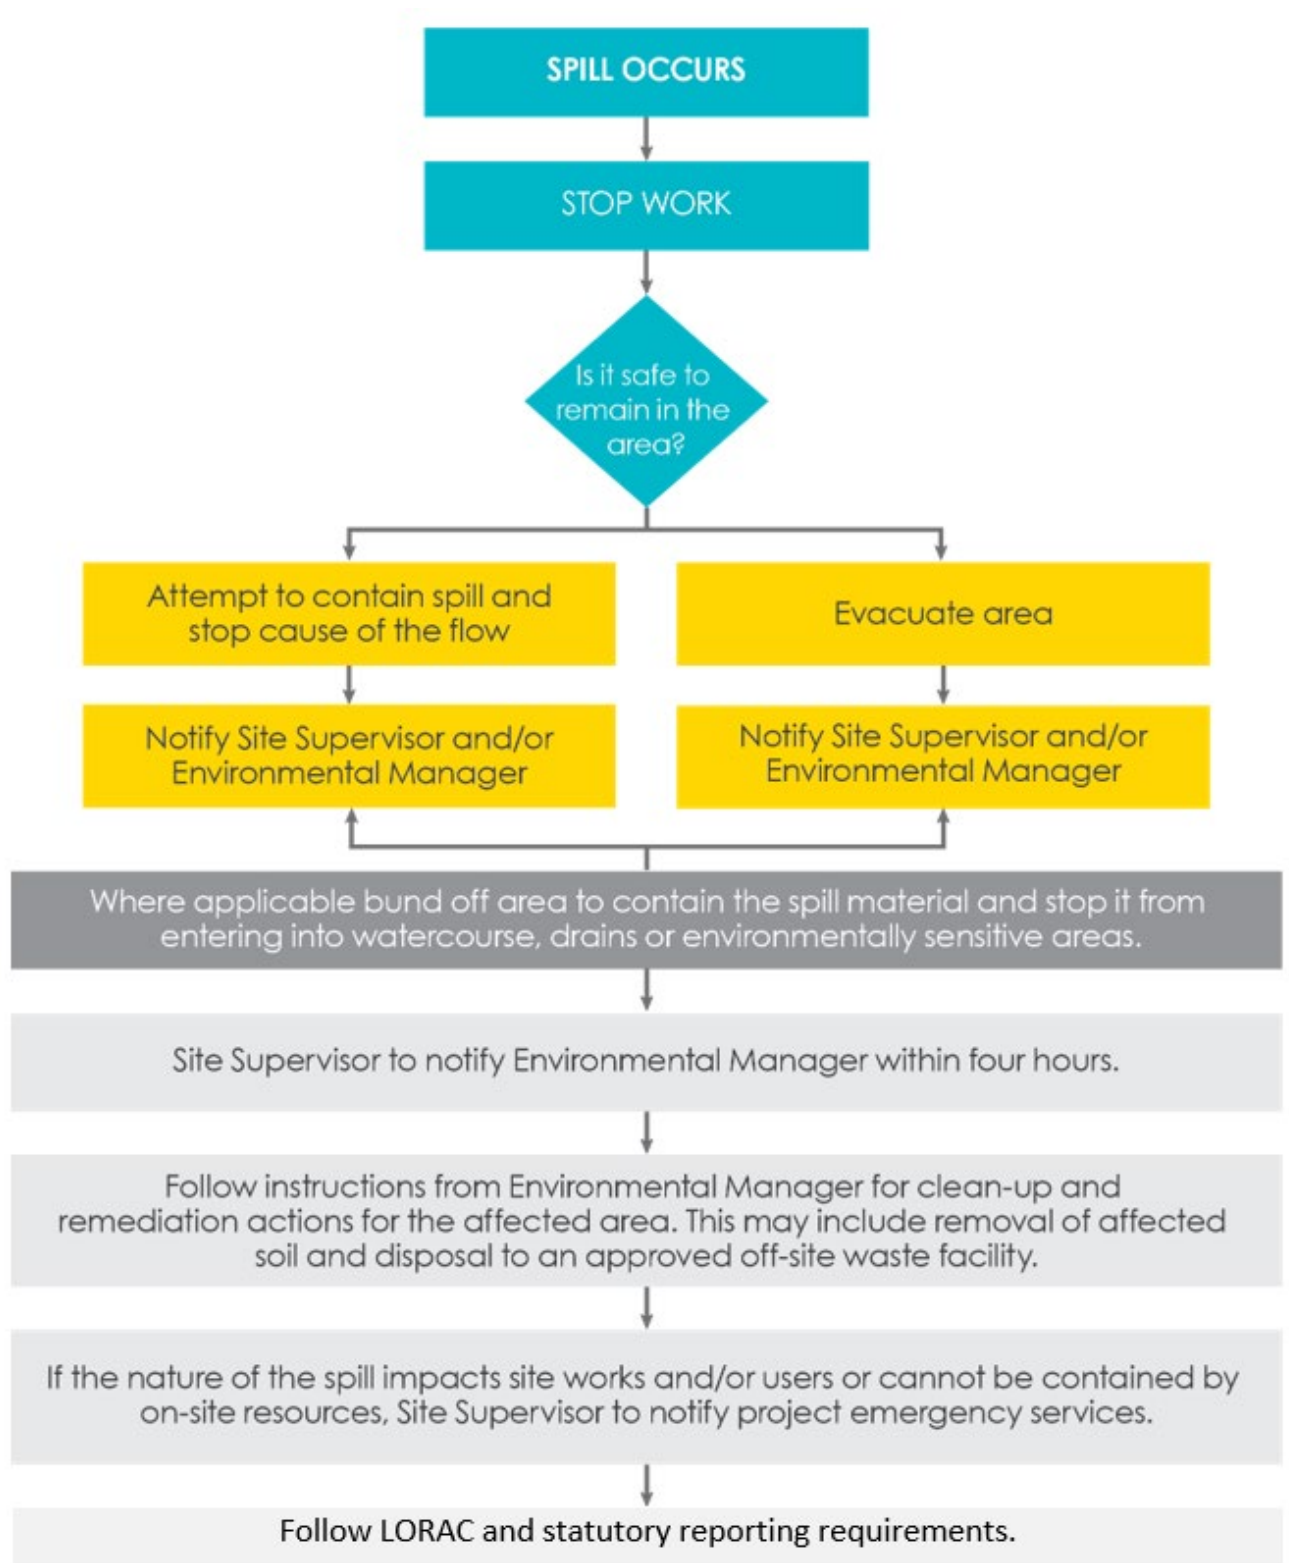 SPILL OCCURS
STOP WORK
Is it safe to
remain in the
area?
Attempt to contain spill and
stop cause of the flow
Evacuate area
Notify Site Supervisor and/or
Environmental Manager
Notify Site Supervisor and/or
Environmental Manager
Where applicable bund off area to contain the spill material and stop it from
entering into watercourse, drains or environmentally sensitive areas.
Site Supervisor to notify Environmental Manager within four hours.
Follow instructions from Environmental Manager for clean-up and
remediation actions for the affected area. This may include removal of affected
soil and disposal to an approved off-site waste facility.
If the nature of the spill impacts site works and/or users or cannot be contained by
on-site resources, Site Supervisor to notify project emergency services.
Follow LORAC and statutory reporting requirements.